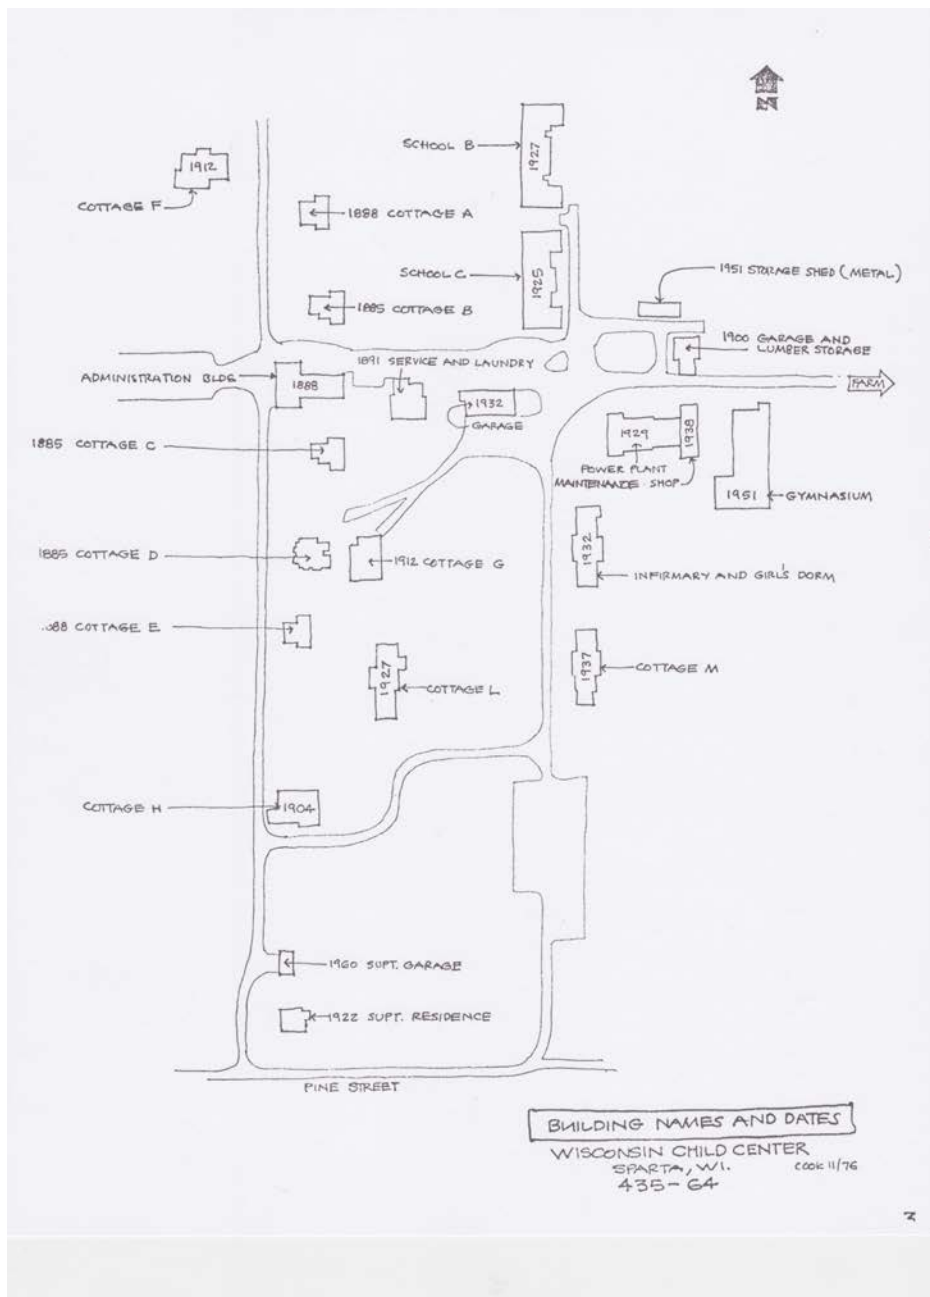 N
SCHOOL B
1927
1912
COTTAGE F
1888 COTTAGE A
SCHOOL C
1925
1951 STORAGE SHED (METAL)
1885 COTTAGE B
1900 GARAGE AND
LUMBER STORAGE
1891 SERVICE AND LAUNDRY
ADMINISTRATION BLDG.
1888
FARM
1932
GARAGE
1929
1938
1885 COTTAGE C
POWER PLANT
MAINTENANCE SHOP
1951
GYMNASIUM
1932
1885 COTTAGE D
1912 COTTAGE G
INFIRMARY AND GIRL'S DORM
88 COTTAGE E
1927
COTTAGE L
1937
COTTAGE M
COTTAGE H
1904
1960 SUPT. GARAGE
1922 SUPT. RESIDENCE
PINE STREET
BUILDING NAMES AND DATES
WISCONSIN CHILD CENTER
SPARTA, WI.
COOK 11/76
435-64